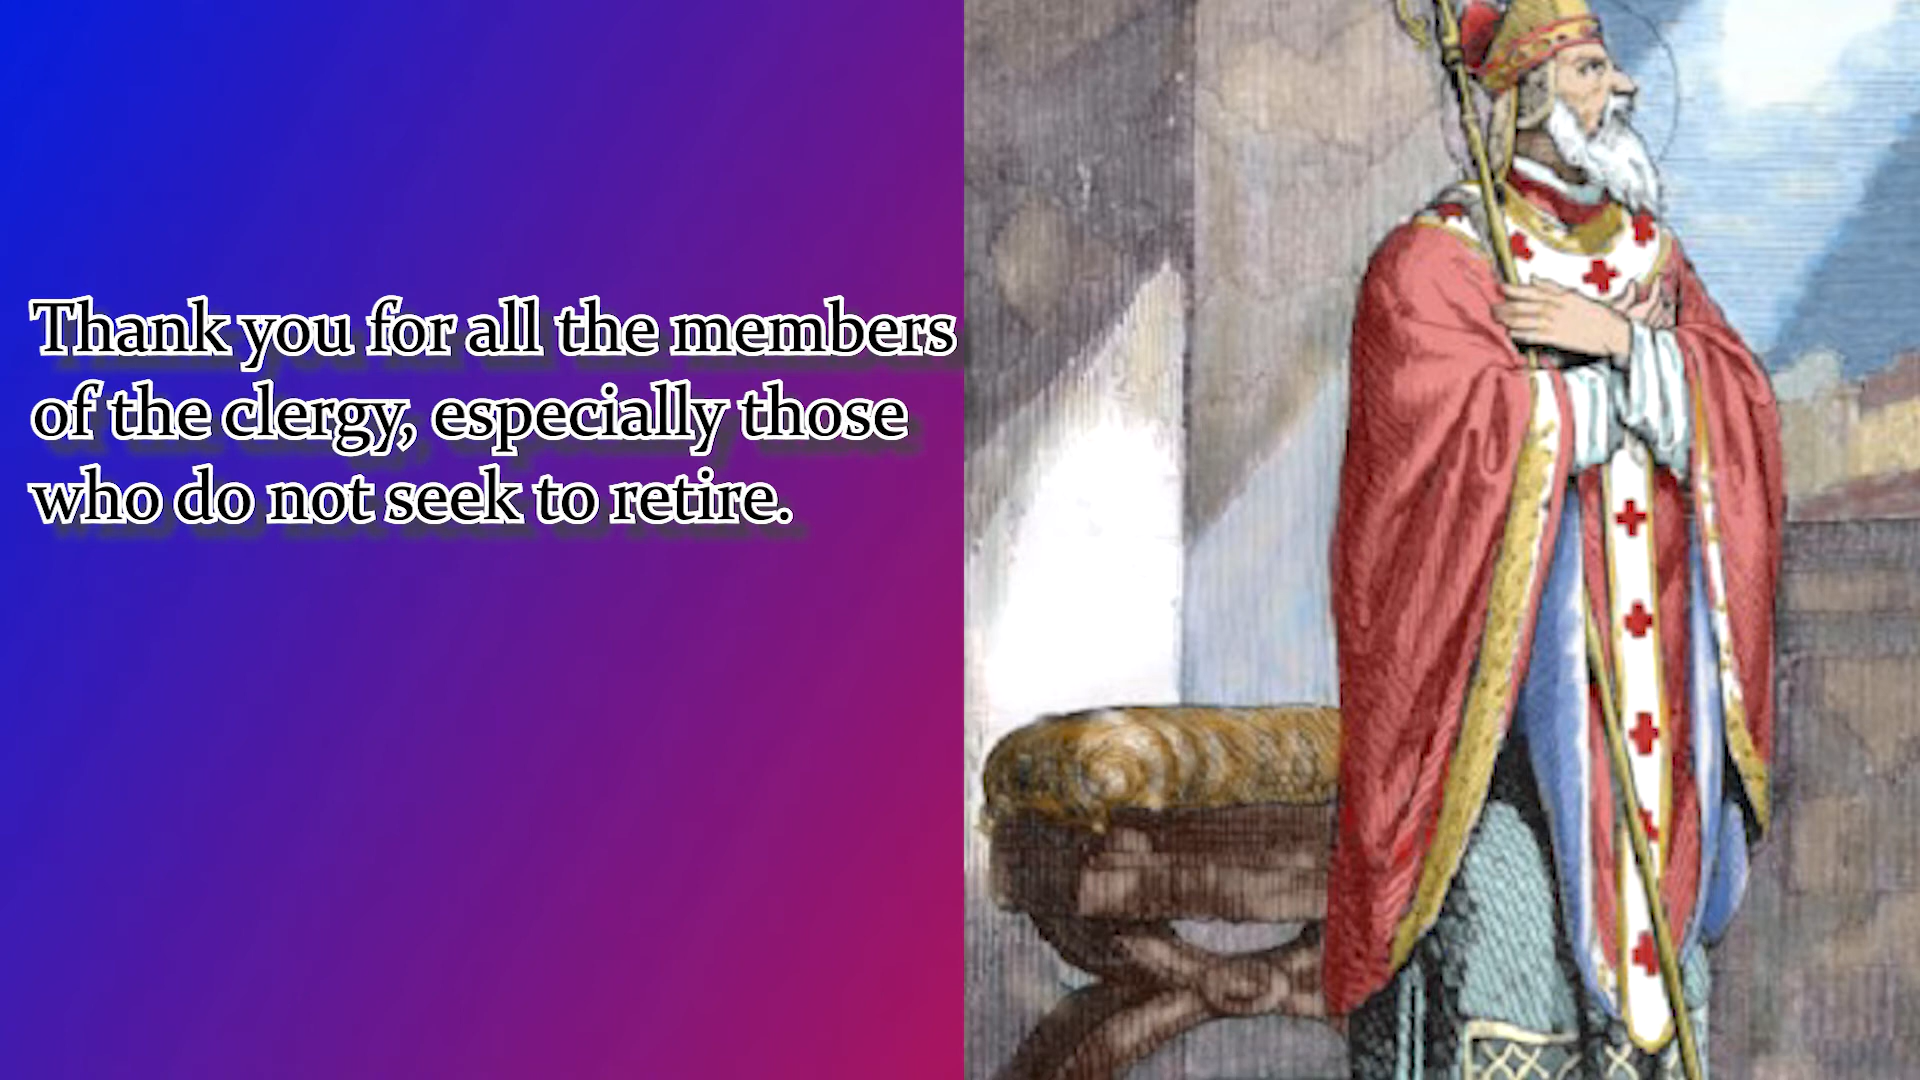 Thank you for all the members
of the clergy, especially those
who do not seek to retire.